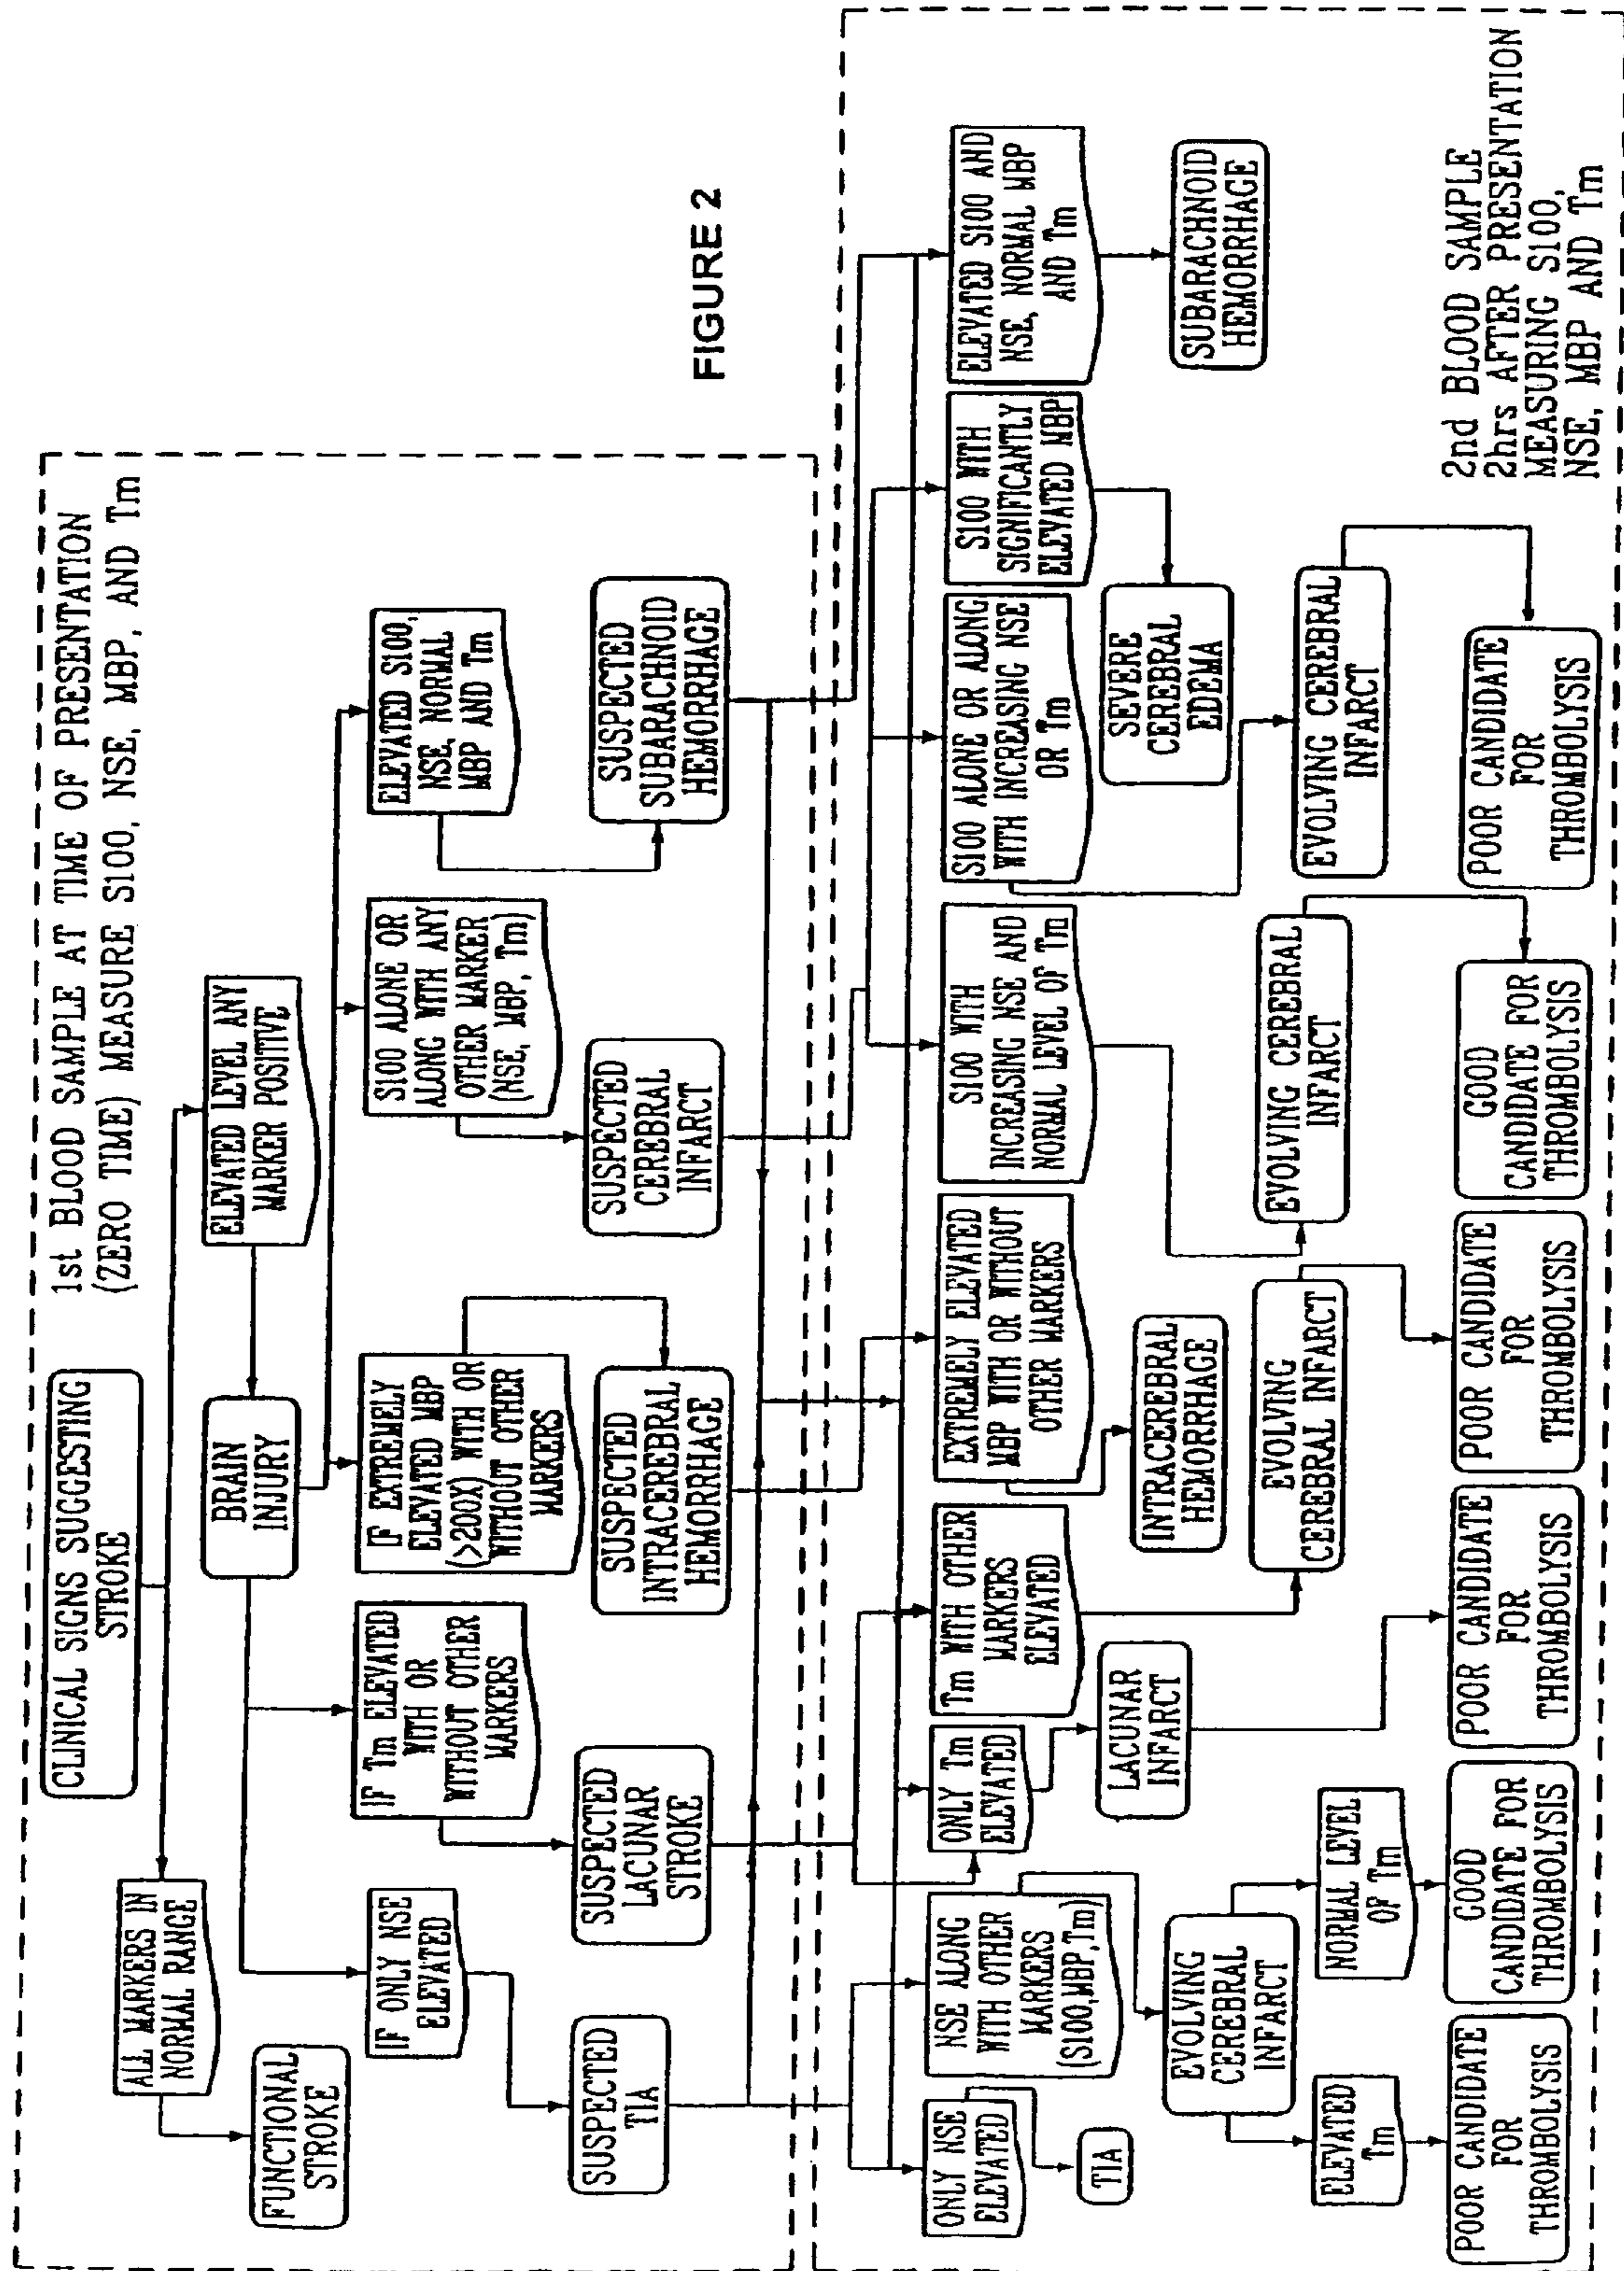 1st BLOOD SAMPLE AT TIME OF PRESENTATION
(ZERO TIME) MEASURE S100, NSE, MBP, AND Tm
CLINICAL SIGNS SUGGESTING
STROKE
ALL MARKERS IN
NORMAL RANGE
ELEVATED LEVEL ANY
MARKER POSITIVE
FUNCTIONAL
STROKE
BRAIN
INJURY
IF ONLY NSE
ELEVATED
IF Tm ELEVATED
WITH OR
WITHOUT OTHER
MARKERS
IF EXTREMELY
ELEVATED MBP
(>200X) WITH OR
WITHOUT OTHER
MARKERS
S100 ALONE OR
ALONG WITH ANY
OTHER MARKER
(NSE, MBP, Tm)
ELEVATED S100,
NSE, NORMAL
MBP AND Tm
SUSPECTED
TIA
SUSPECTED
LACUNAR
STROKE
SUSPECTED
INTRACEREBRAL
HEMORRHAGE
SUSPECTED
CEREBRAL
INFARCT
SUSPECTED
SUBARACHNOID
HEMORRHAGE
FIGURE 2
ONLY NSE
ELEVATED
NSE ALONG
WITH OTHER
MARKERS
(S100,MBP,Tm)
ONLY Tm
ELEVATED
Tm WITH OTHER
MARKERS
ELEVATED
EXTREMELY ELEVATED
MBP WITH OR WITHOUT
OTHER MARKERS
S100 WITH
INCREASING NSE AND
NORMAL LEVEL OF Tm
S100 ALONE OR ALONG
WITH INCREASING NSE
OR Tm
S100 WITH
SIGNIFICANTLY
ELEVATED MBP
ELEVATED S100 AND
NSE, NORMAL MBP
AND Tm
TIA
EVOLVING
CEREBRAL
INFARCT
LACUNAR
INFARCT
INTRACEREBRAL
HEMORRHAGE
SEVERE
CEREBRAL
EDEMA
SUBARACHNOID
HEMORRHAGE
EVOLVING
CEREBRAL INFARCT
EVOLVING CEREBRAL
INFARCT
EVOLVING CEREBRAL
INFARCT
ELEVATED
Tm
NORMAL LEVEL
OF Tm
POOR CANDIDATE
FOR
THROMBOLYSIS
GOOD
CANDIDATE FOR
THROMBOLYSIS
POOR CANDIDATE
FOR
THROMBOLYSIS
POOR CANDIDATE
FOR
THROMBOLYSIS
GOOD
CANDIDATE FOR
THROMBOLYSIS
POOR CANDIDATE
FOR
THROMBOLYSIS
2nd BLOOD SAMPLE
2hrs AFTER PRESENTATION
MEASURING S100,
NSE, MBP AND Tm